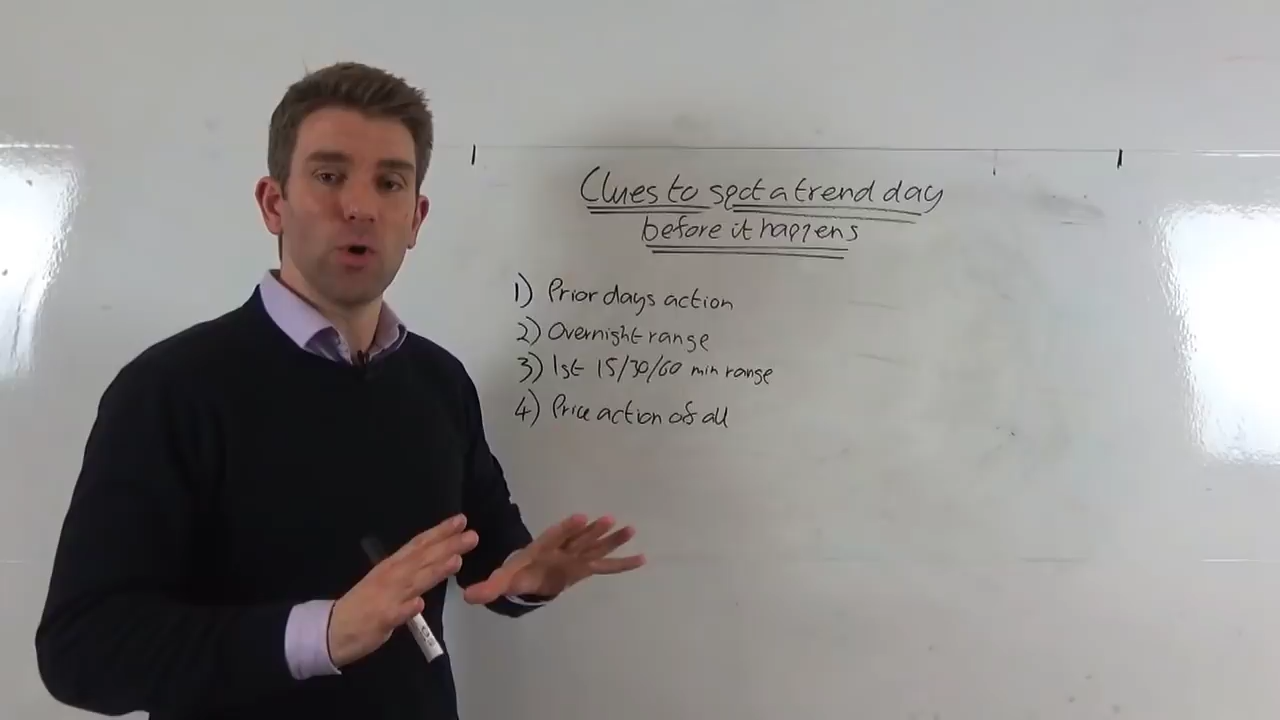 Clues to spot a trend day
before it happens
1) Prior days action
2) Overnight range
3) 1st 15/30/60 min range
4) Price action of all